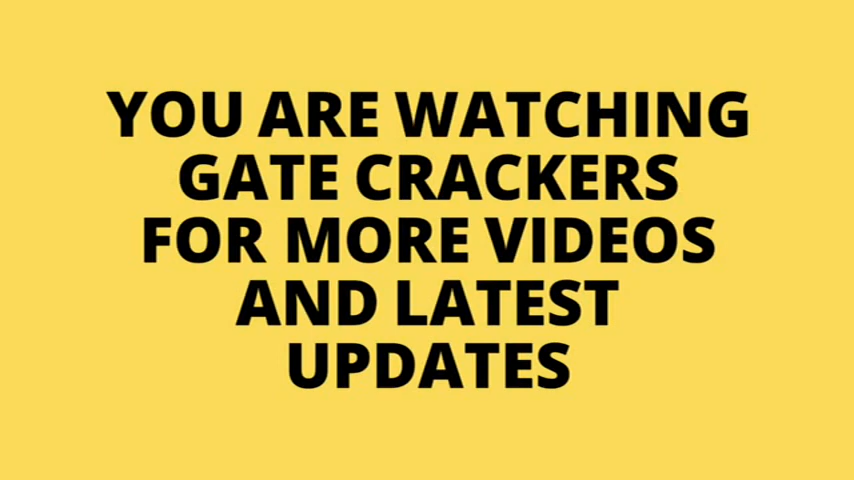 YOU ARE WATCHING
GATE CRACKERS
FOR MORE VIDEOS
AND LATEST
UPDATES